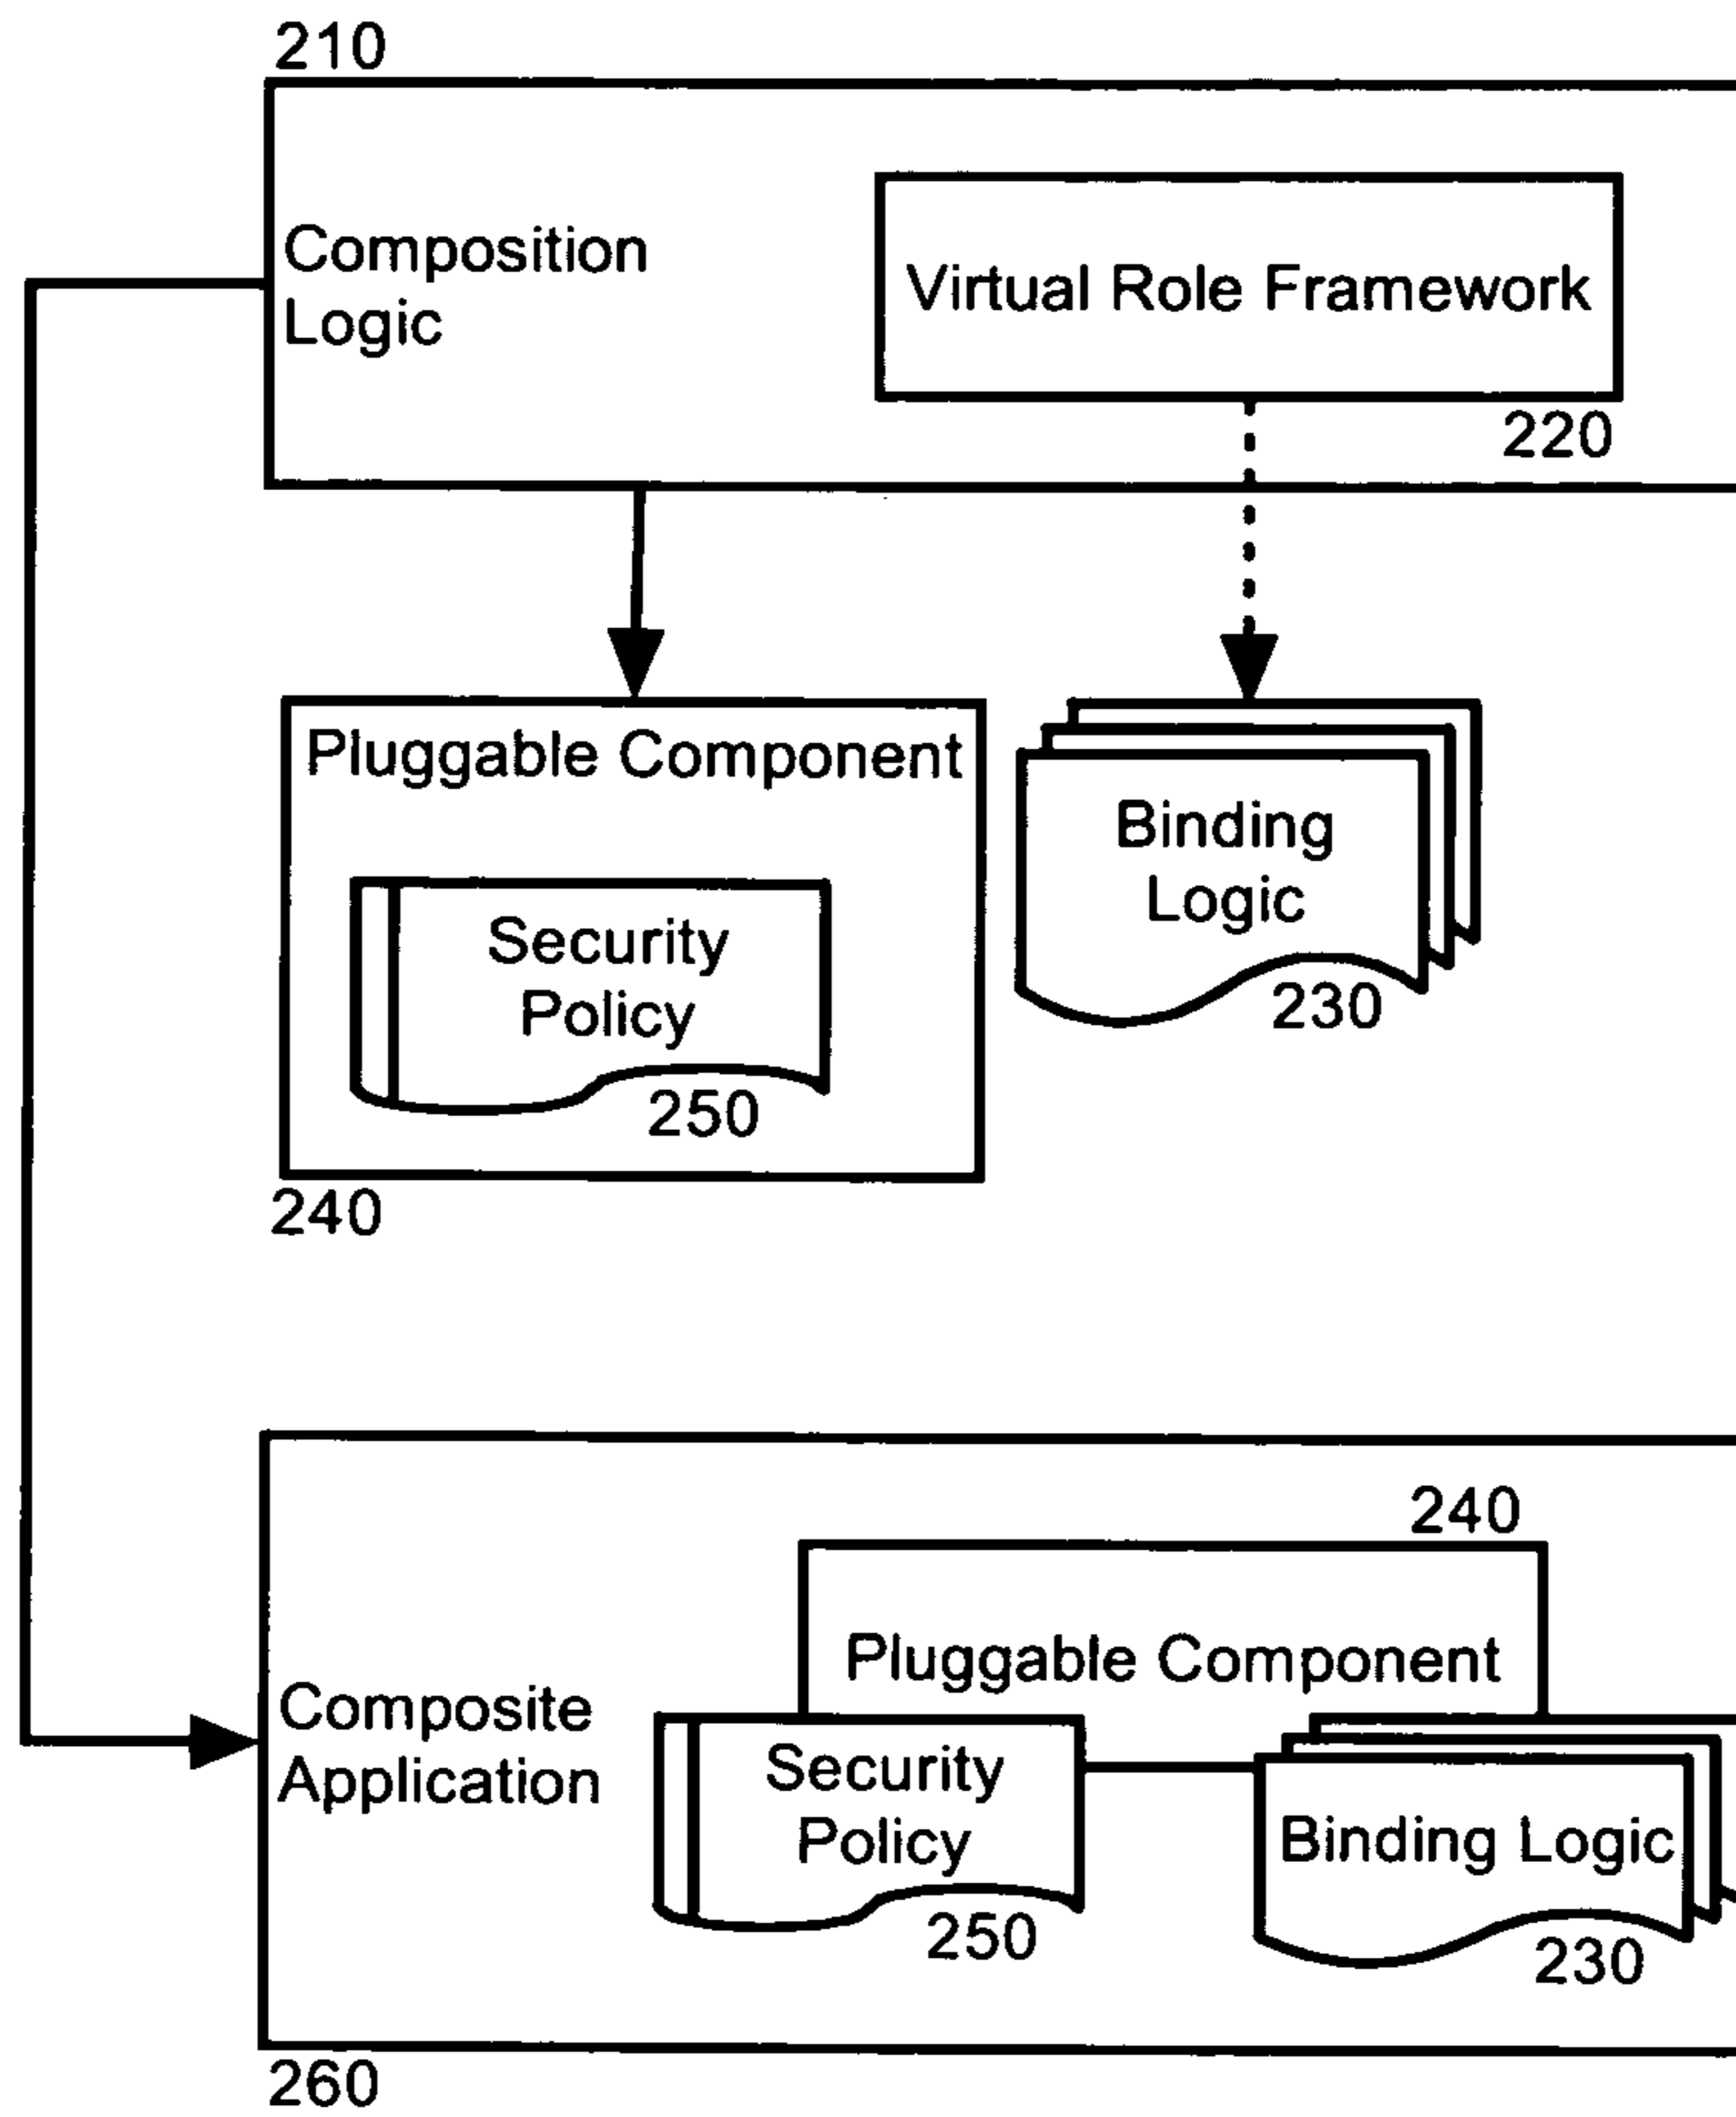 210
Composition
Logic
Virtual Role Framework
220
Pluggable Component
Security
Policy
250
240
Binding
Logic
230
240
Pluggable Component
Composite
Application
Security
Policy
250
Binding Logic
230
260